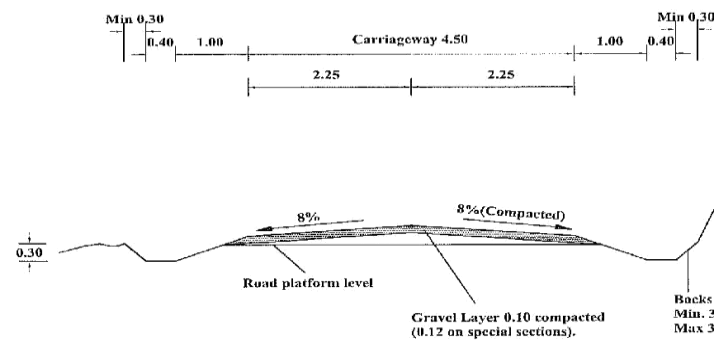 Min 0.30
Min 0.30
0.40
1.00
Carriageway 4.50
1.00
0.40
2.25
2.25
8%
8%(Compacted)
0.30
Road platform level
Gravel Layer 0.10 compacted
(0.12 on special sections).
Backs
Min. 3
Max 3